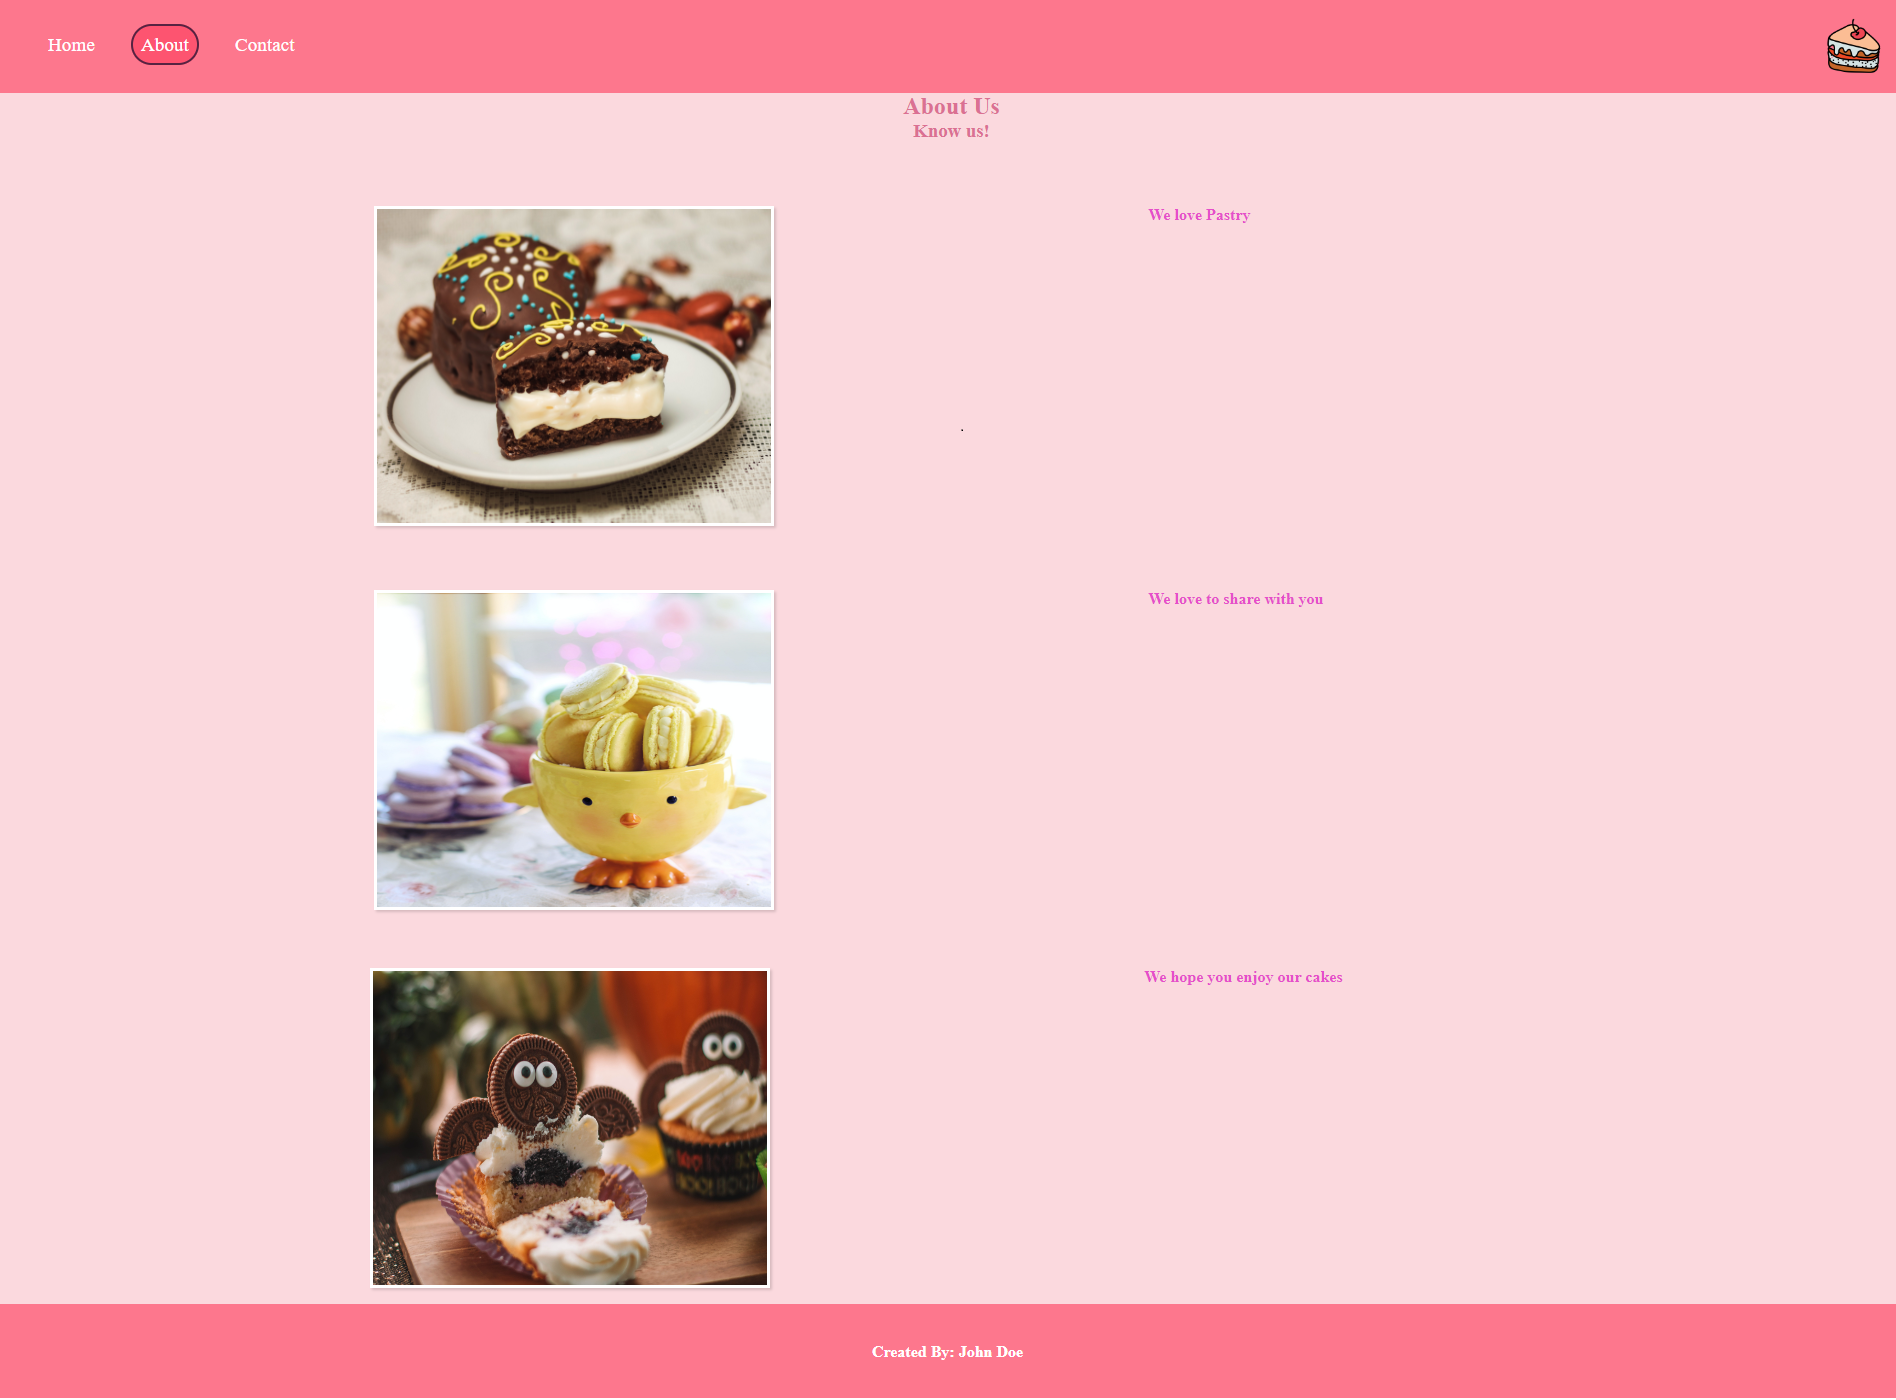 Home
About
Contact
About Us
Know us!
We love Pastry
.
We love to share with you
We hope you enjoy our cakes
Created By: John Doe